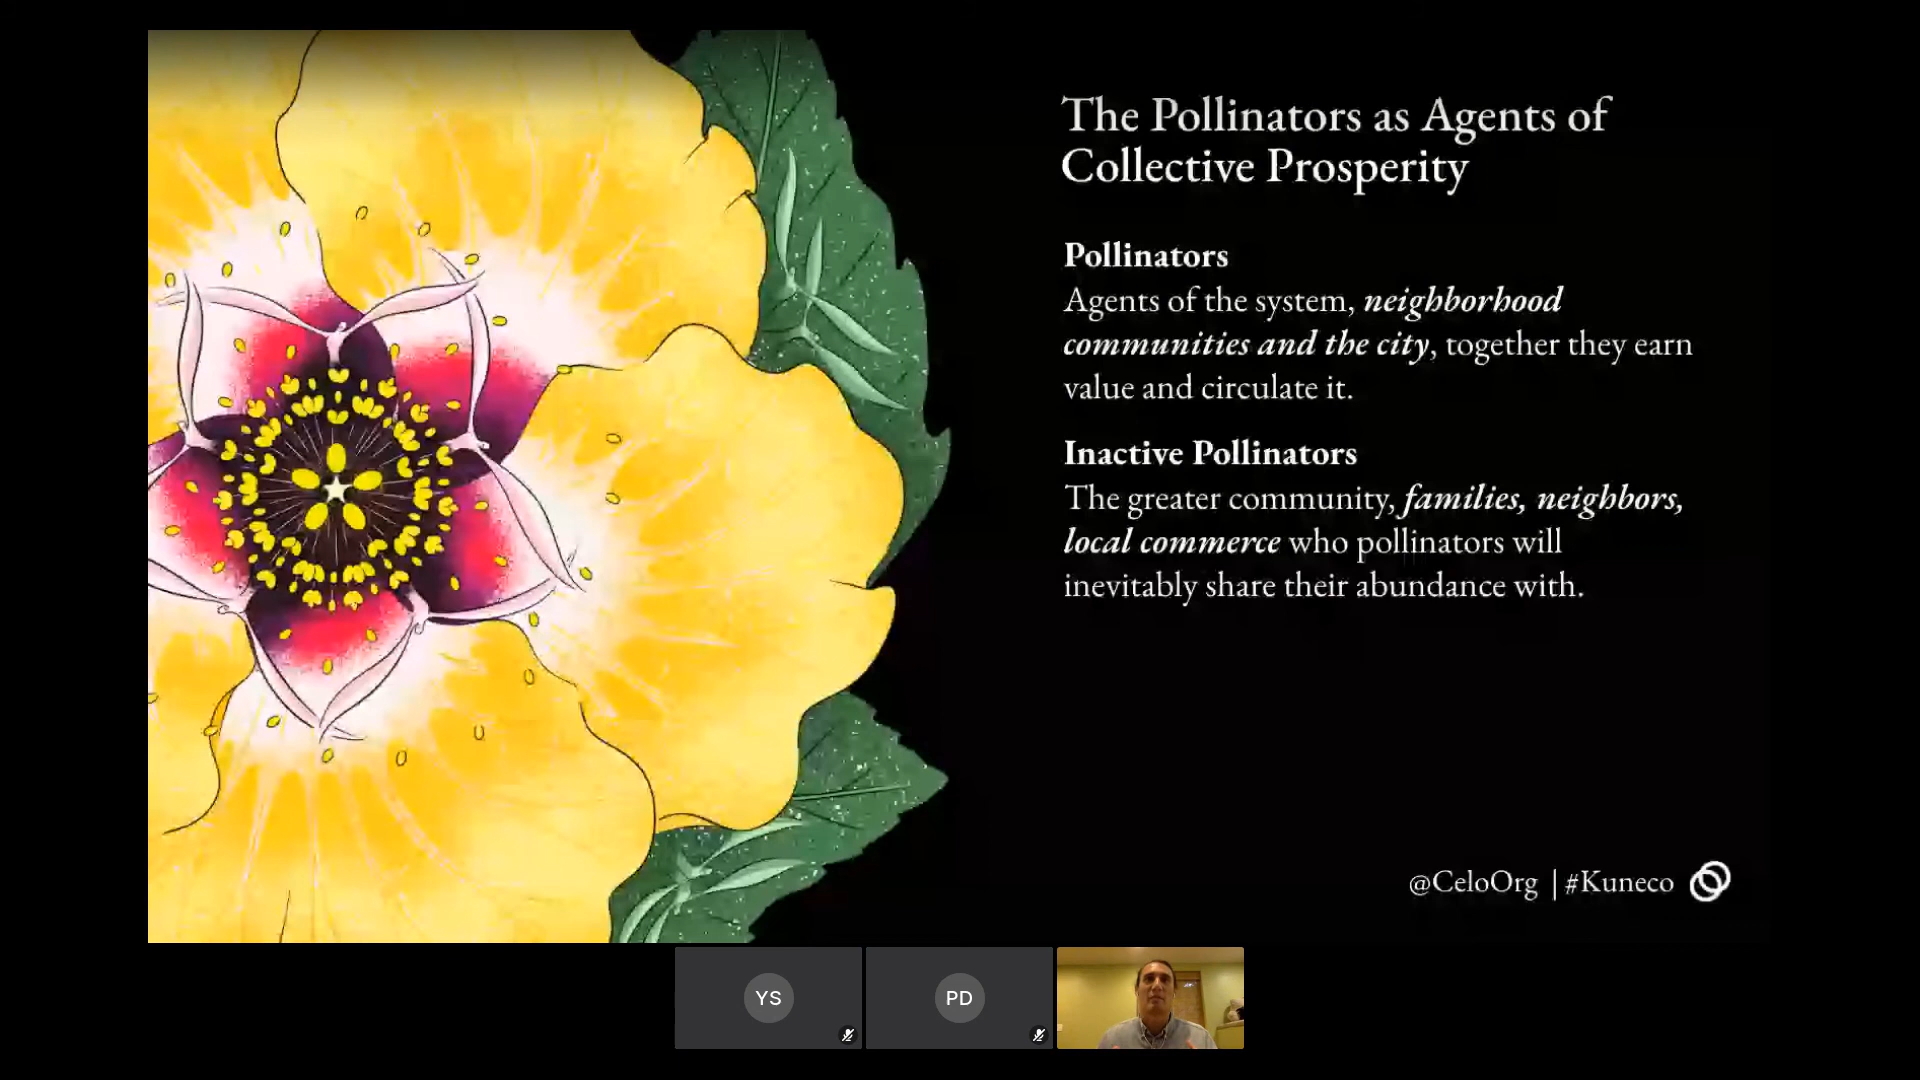 The Pollinators as Agents of
Collective Prosperity
Pollinators
Agents of the system, neighborhood
communities and the city, together they earn
value and circulate it.
Inactive Pollinators
The greater community, families, neighbors,
local commerce who pollinators will
inevitably share their abundance with.
@CeloOrg | #Kuneco
YS
PD